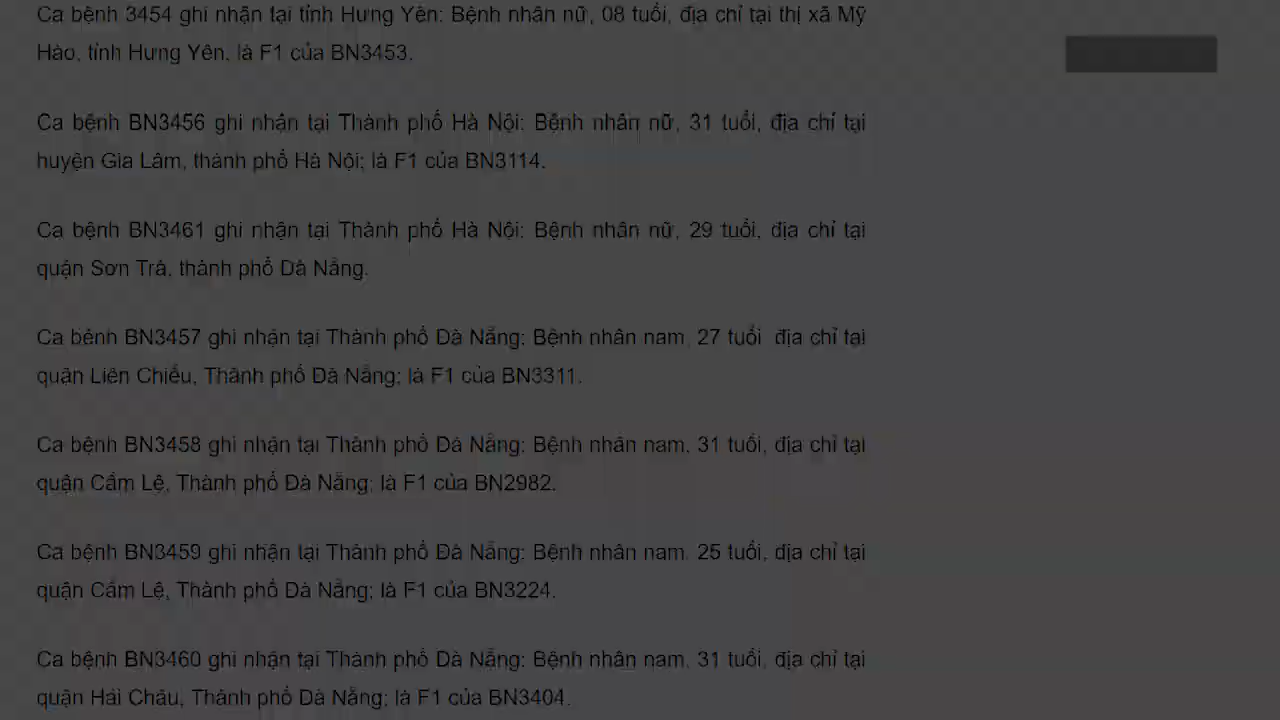 Ca bệnh 3454 ghi nhận tại tỉnh Hưng Yên: Bệnh nhân nữ, 08 tuổi, địa chỉ tại thị xã Mỹ
Hào, tỉnh Hưng Yên, là F1 của BN3453.
Ca bệnh BN3456 ghi nhận tại Thành phố Hà Nội: Bệnh nhân nữ, 31 tuổi, địa chỉ tại
huyện Gia Lâm, thành phố Hà Nội; là F1 của BN3114.
Ca bệnh BN3461 ghi nhận tại Thành phố Hà Nội: Bệnh nhân nữ, 29 tuổi, địa chỉ tại
quận Sơn Trà, thành phố Đà Nẵng.
Ca bệnh BN3457 ghi nhận tại Thành phố Đà Nẵng: Bệnh nhân nam, 27 tuổi địa chỉ tại
quận Liên Chiểu, Thành phố Đà Nẵng; là F1 của BN3311.
Ca bệnh BN3458 ghi nhận tại Thành phố Đà Nẵng: Bệnh nhân nam, 31 tuổi, địa chỉ tại
quận Cẩm Lệ, Thành phố Đà Nẵng; là F1 của BN2982.
Ca bệnh BN3459 ghi nhận tại Thành phố Đà Nẵng: Bệnh nhân nam, 25 tuổi, địa chỉ tại
quận Cẩm Lệ, Thành phố Đà Nẵng; là F1 của BN3224.
Ca bệnh BN3460 ghi nhận tại Thành phố Đà Nẵng: Bệnh nhân nam, 31 tuổi, địa chỉ tại
quận Hải Châu, Thành phố Đà Nẵng; là F1 của BN3404.